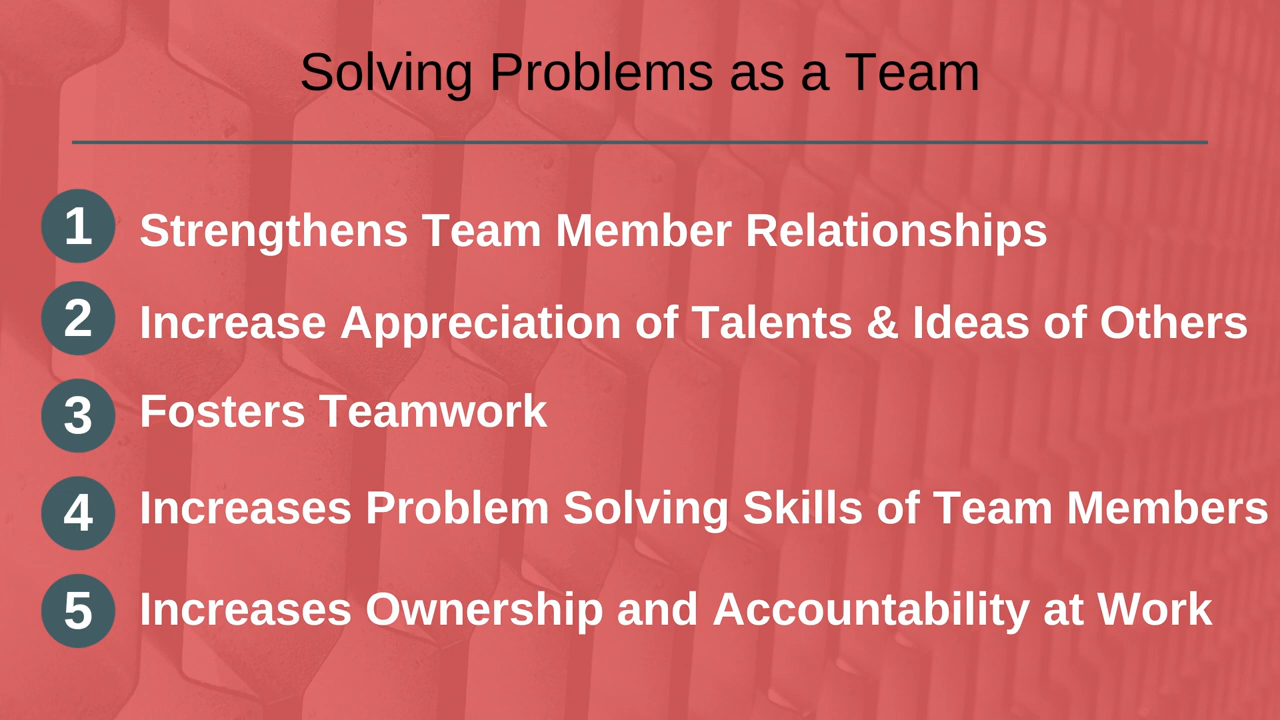 Solving Problems as a Team
1 Strengthens Team Member Relationships
2 Increase Appreciation of Talents & Ideas of Others
3 Fosters Teamwork
4 Increases Problem Solving Skills of Team Members
5 Increases Ownership and Accountability at Work